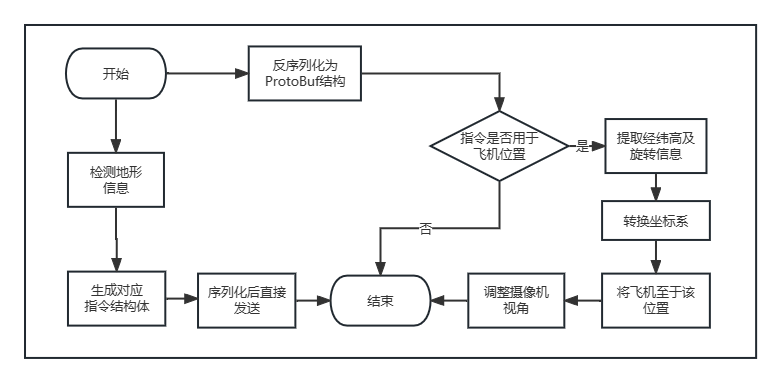 开始
反序列化为
ProtoBuf结构
指令是否用于
飞机位置
是
提取经纬高及
旋转信息
检测地形
信息
转换坐标系
否
生成对应
指令结构体
序列化后直接
发送
结束
调整摄像机
视角
将飞机至于该
位置